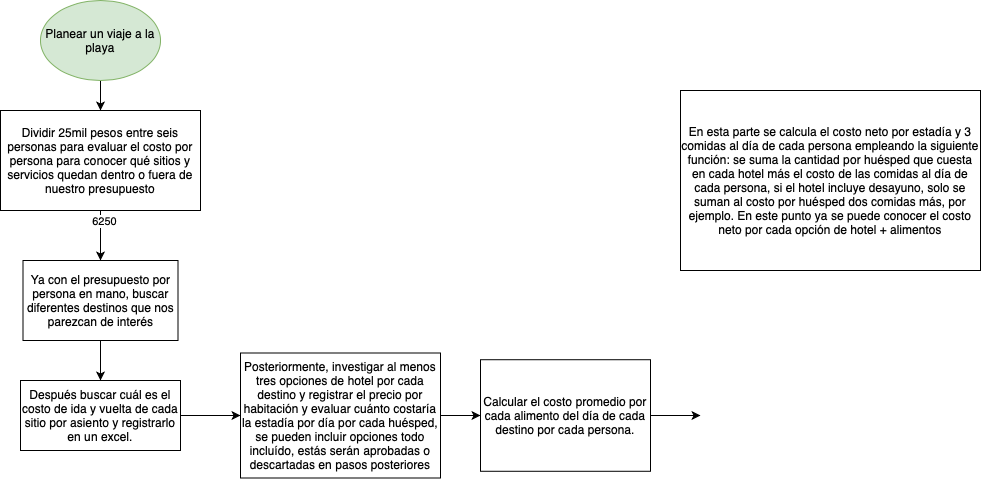 Planear un viaje a la
playa
Dividir 25mil pesos entre seis
personas para evaluar el costo por
persona para conocer qué sitios y
servicios quedan dentro o fuera de
nuestro presupuesto
6250
Ya con el presupuesto por
persona en mano, buscar
diferentes destinos que nos
parezcan de interés
Después buscar cuál es el
costo de ida y vuelta de cada
sitio por asiento y registrarlo
en un excel.
Posteriormente, investigar al menos
tres opciones de hotel por cada
destino y registrar el precio por
habitación y evaluar cuánto costaría
la estadía por día por cada huésped,
se pueden incluir opciones todo
incluído, estás serán aprobadas o
descartadas en pasos posteriores
Calcular el costo promedio por
cada alimento del día de cada
destino por cada persona.
En esta parte se calcula el costo neto por estadía y 3
comidas al día de cada persona empleando la siguiente
función: se suma la cantidad por huésped que cuesta
en cada hotel más el costo de las comidas al día de
cada persona, si el hotel incluye desayuno, solo se
suman al costo por huésped dos comidas más, por
ejemplo. En este punto ya se puede conocer el costo
neto por cada opción de hotel + alimentos